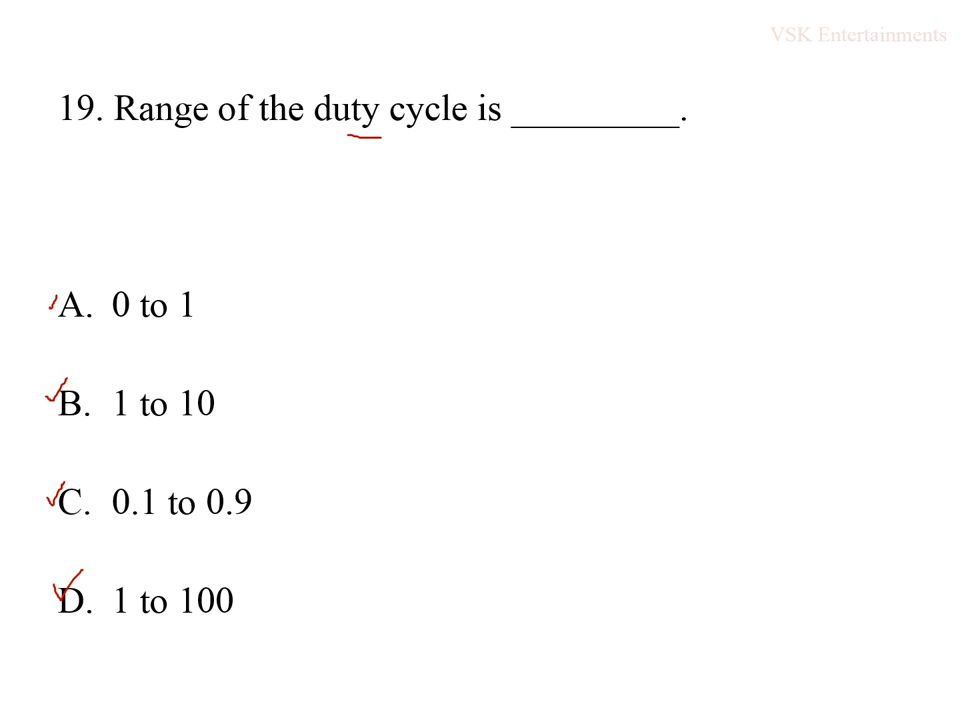 VSK Entertainments
19. Range of the duty cycle is _________.
A. 0 to 1
B. 1 to 10
C. 0.1 to 0.9
D. 1 to 100